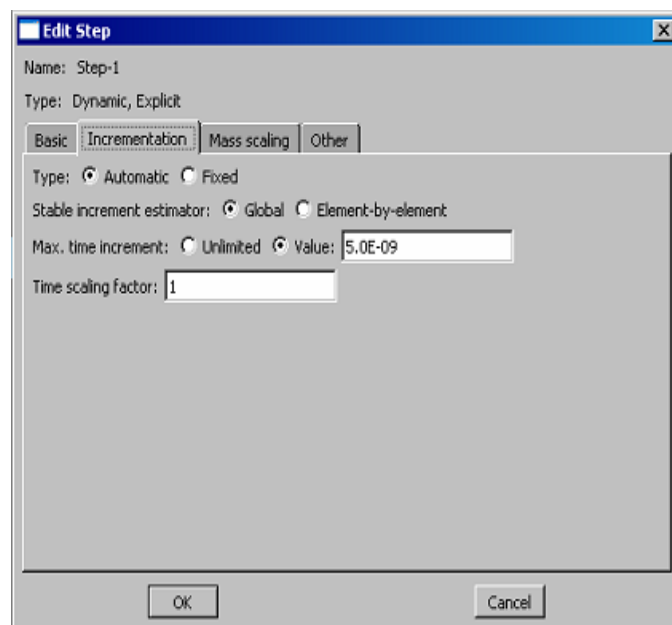 Edit Step
Name: Step-1
Type: Dynamic, Explicit
Basic Incrementation Mass scaling Other
Type: Automatic Fixed
Stable increment estimator: Global Element-by-element
Max. time increment: Unlimited Value: 5.0E-09
Time scaling factor: 1
OK Cancel